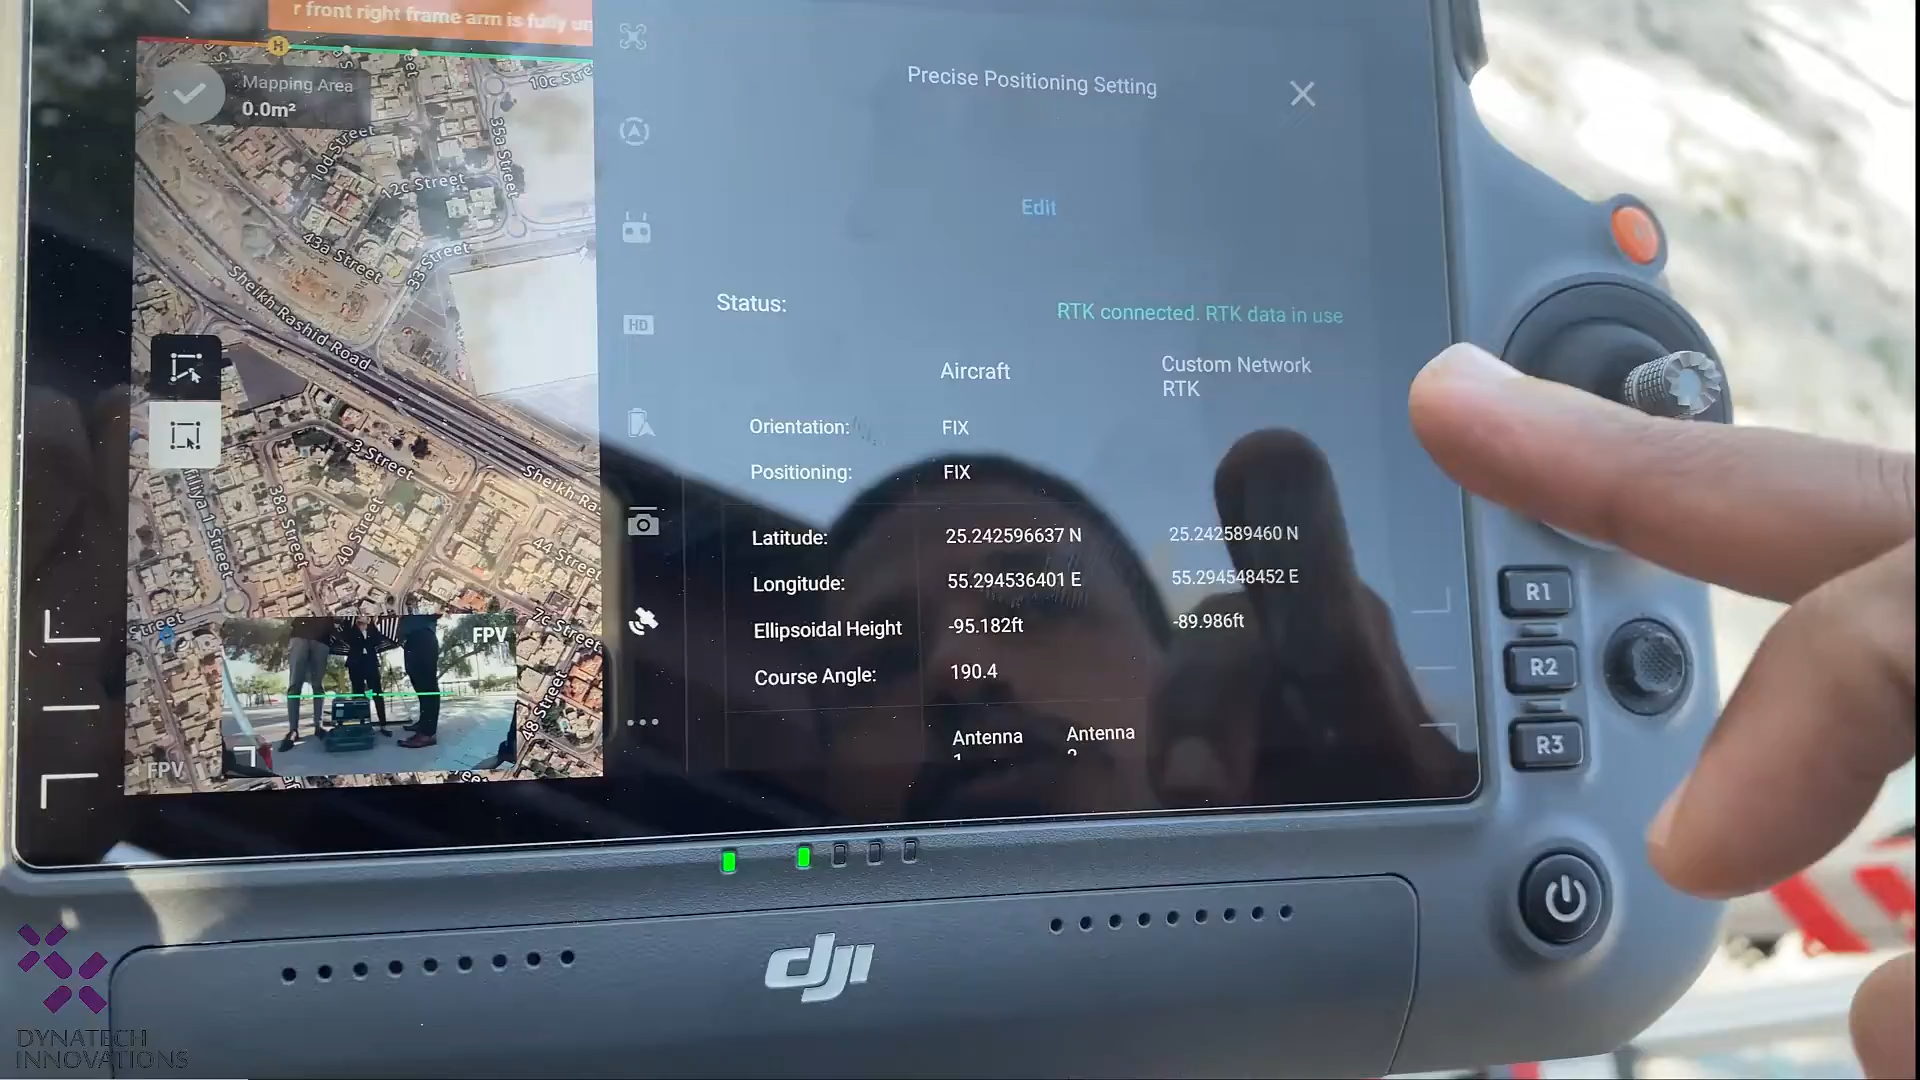 r front right frame arm is fully un
Mapping Area
0.0m²
10c Stre
35a Street
10d Street
12c Street
43a Street
33 Street
Sheikh Rashid Road
3 Street
Sheikh Ra
38a Street
40 Street
44 Street
7c Street
Street
48 Street
FPV
FPV
HD
Precise Positioning Setting
Edit
Status:
RTK connected. RTK data in use
Aircraft
Custom Network
RTK
Orientation:
FIX
Positioning:
FIX
Latitude:
25.242596637 N
25.242589460 N
Longitude:
55.294536401 E
55.294548452 E
Ellipsoidal Height
-95.182ft
-89.986ft
Course Angle:
190.4
Antenna
Antenna
R1
R2
R3
dji
DYNATECH
INNOVATIONS